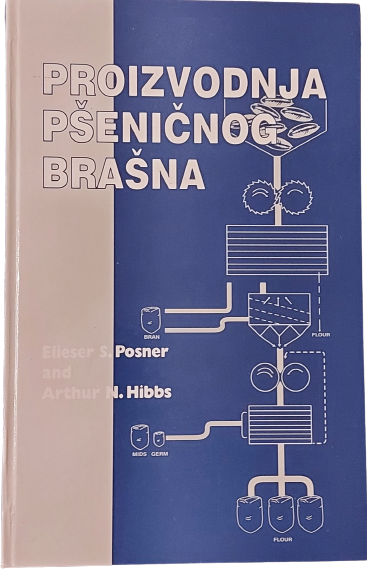 PROIZVODNJA
PŠENIČNOG
BRAŠNA
BRAN
FLOUR
Elieser S. Posner
and
Arthur N. Hibbs
MIDS GERM
FLOUR